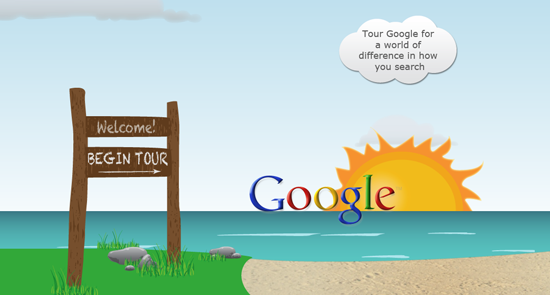 Tour Google for
a world of
difference in how
you search
Welcome!
BEGIN TOUR
Google